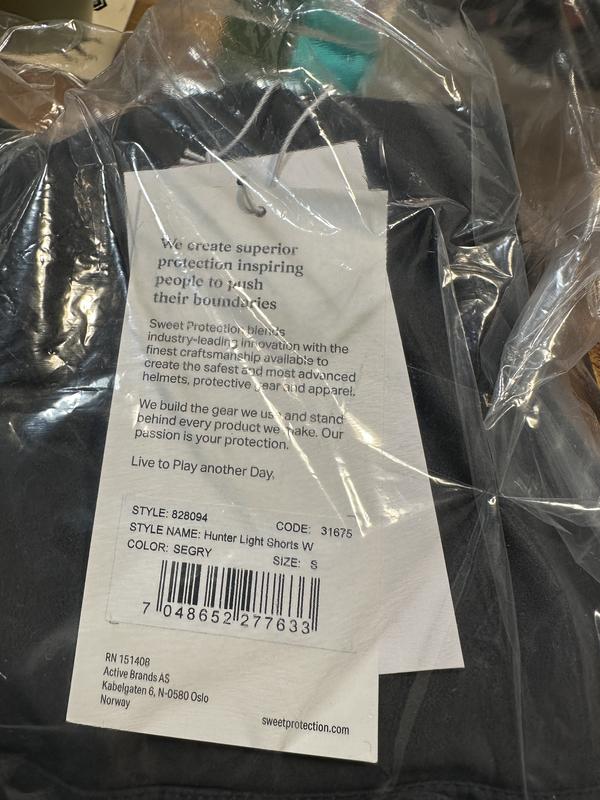 We create superior
protection inspiring
people to push
their boundaries
Sweet Protection blends
industry-leading innovation with the
finest craftsmanship available to
create the safest and most advanced
helmets, protective gear and apparel.
We build the gear we use and stand
behind every product we make. Our
passion is your protection.
Live to Play another Day,
STYLE: 828094 CODE: 31675
STYLE NAME: Hunter Light Shorts W
COLOR: SEGRY SIZE: S
7 048652 277633
RN 151408
Active Brands AS
Kabelgaten 6, N-0580 Oslo
Norway
sweetprotection.com